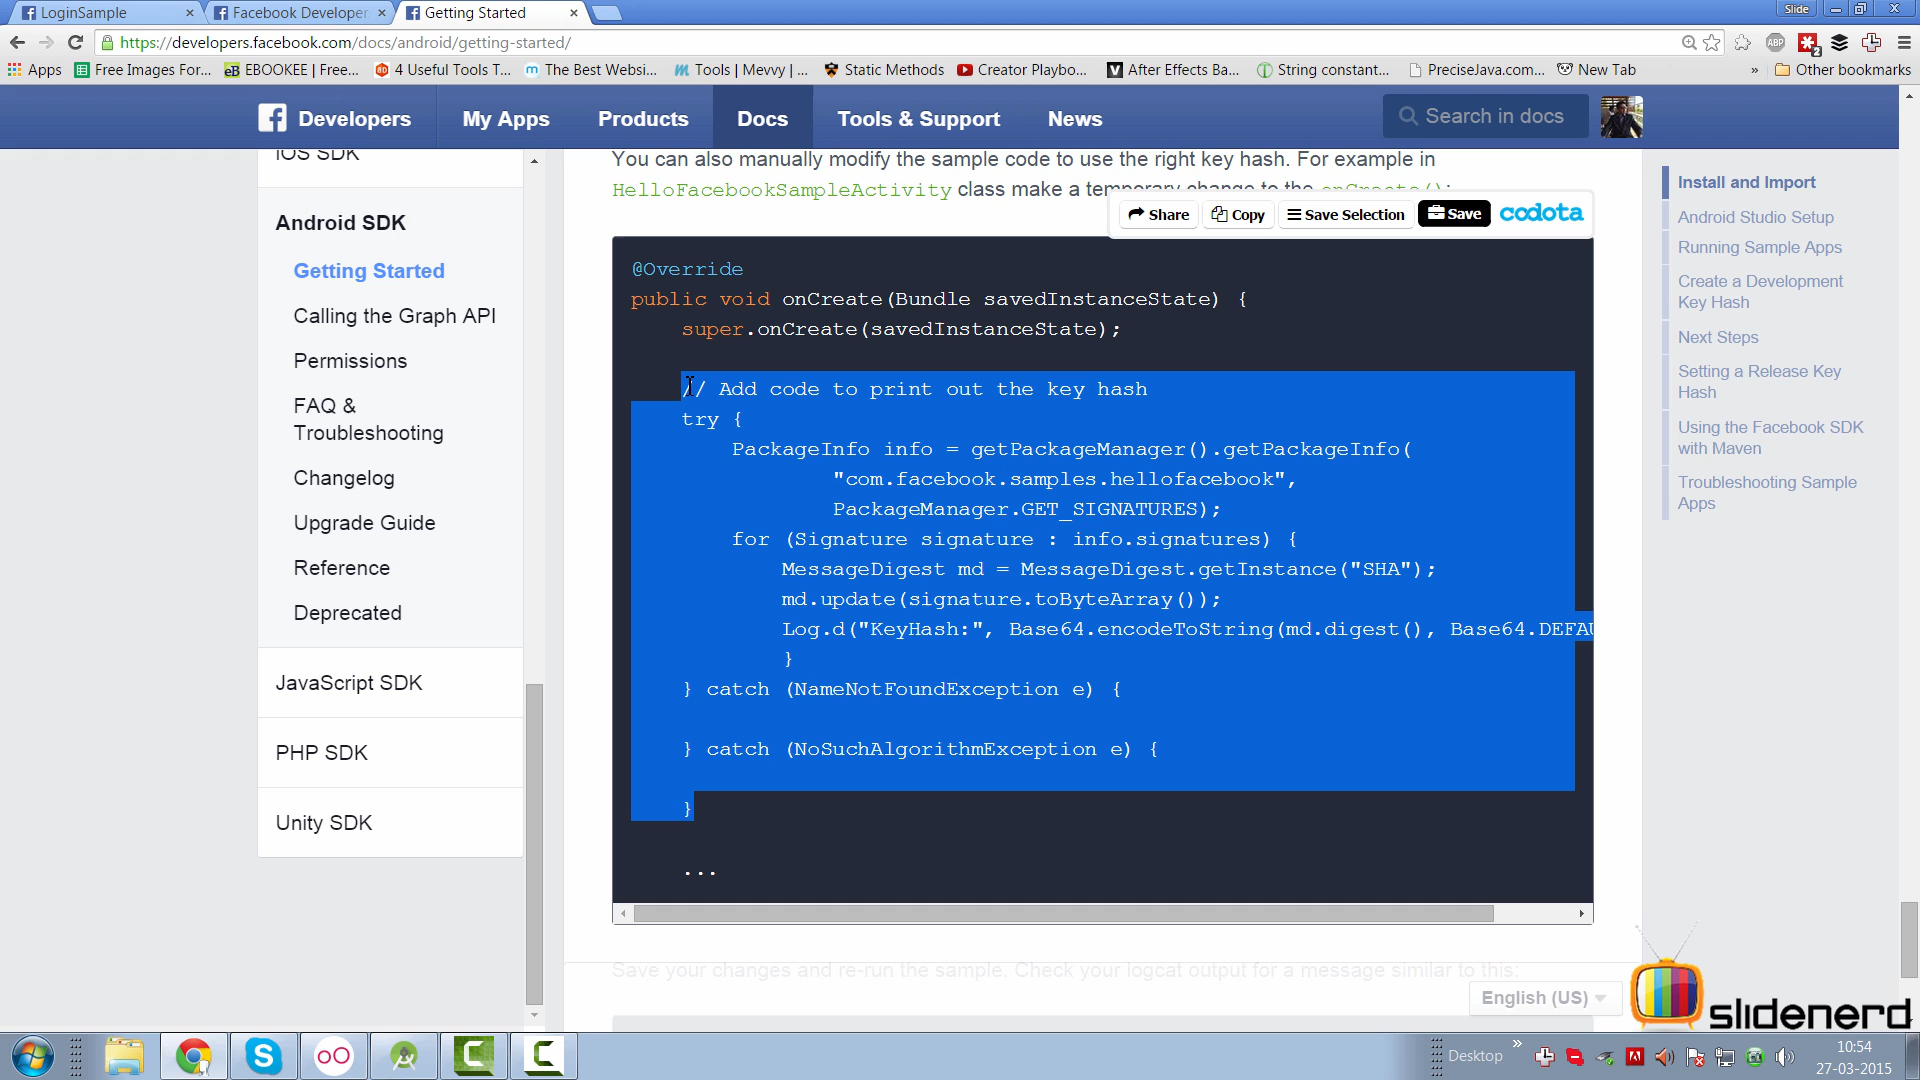 LoginSample
Facebook Developer
Getting Started
Slide
https://developers.facebook.com/docs/android/getting-started/
ABP
2
Apps
Free Images For...
EBOOKEE | Free...
4 Useful Tools T...
The Best Websi...
Tools | Mevvy | ...
Static Methods
Creator Playbo...
After Effects Ba...
String constant...
PreciseJava.com...
New Tab
»
Other bookmarks
Developers
My Apps
Products
Docs
Tools & Support
News
Search in docs
iOS SDK
Android SDK
Getting Started
Calling the Graph API
Permissions
FAQ &
Troubleshooting
Changelog
Upgrade Guide
Reference
Deprecated
JavaScript SDK
PHP SDK
Unity SDK
You can also manually modify the sample code to use the right key hash. For example in
HelloFacebookSampleActivity class make a temporary change to the onCreate():
Share
Copy
Save Selection
Save
codota
@Override
public void onCreate(Bundle savedInstanceState) {
super.onCreate(savedInstanceState);
// Add code to print out the key hash
try {
PackageInfo info = getPackageManager().getPackageInfo(
"com.facebook.samples.hellofacebook",
PackageManager.GET_SIGNATURES);
for (Signature signature : info.signatures) {
MessageDigest md = MessageDigest.getInstance("SHA");
md.update(signature.toByteArray());
Log.d("KeyHash:", Base64.encodeToString(md.digest(), Base64.DEFAU
}
} catch (NameNotFoundException e) {
} catch (NoSuchAlgorithmException e) {
}
...
Save your changes and re-run the sample. Check your logcat output for a message similar to this:
Install and Import
Android Studio Setup
Running Sample Apps
Create a Development
Key Hash
Next Steps
Setting a Release Key
Hash
Using the Facebook SDK
with Maven
Troubleshooting Sample
Apps
English (US)
slidenerd
Desktop
»
10:54
27-03-2015